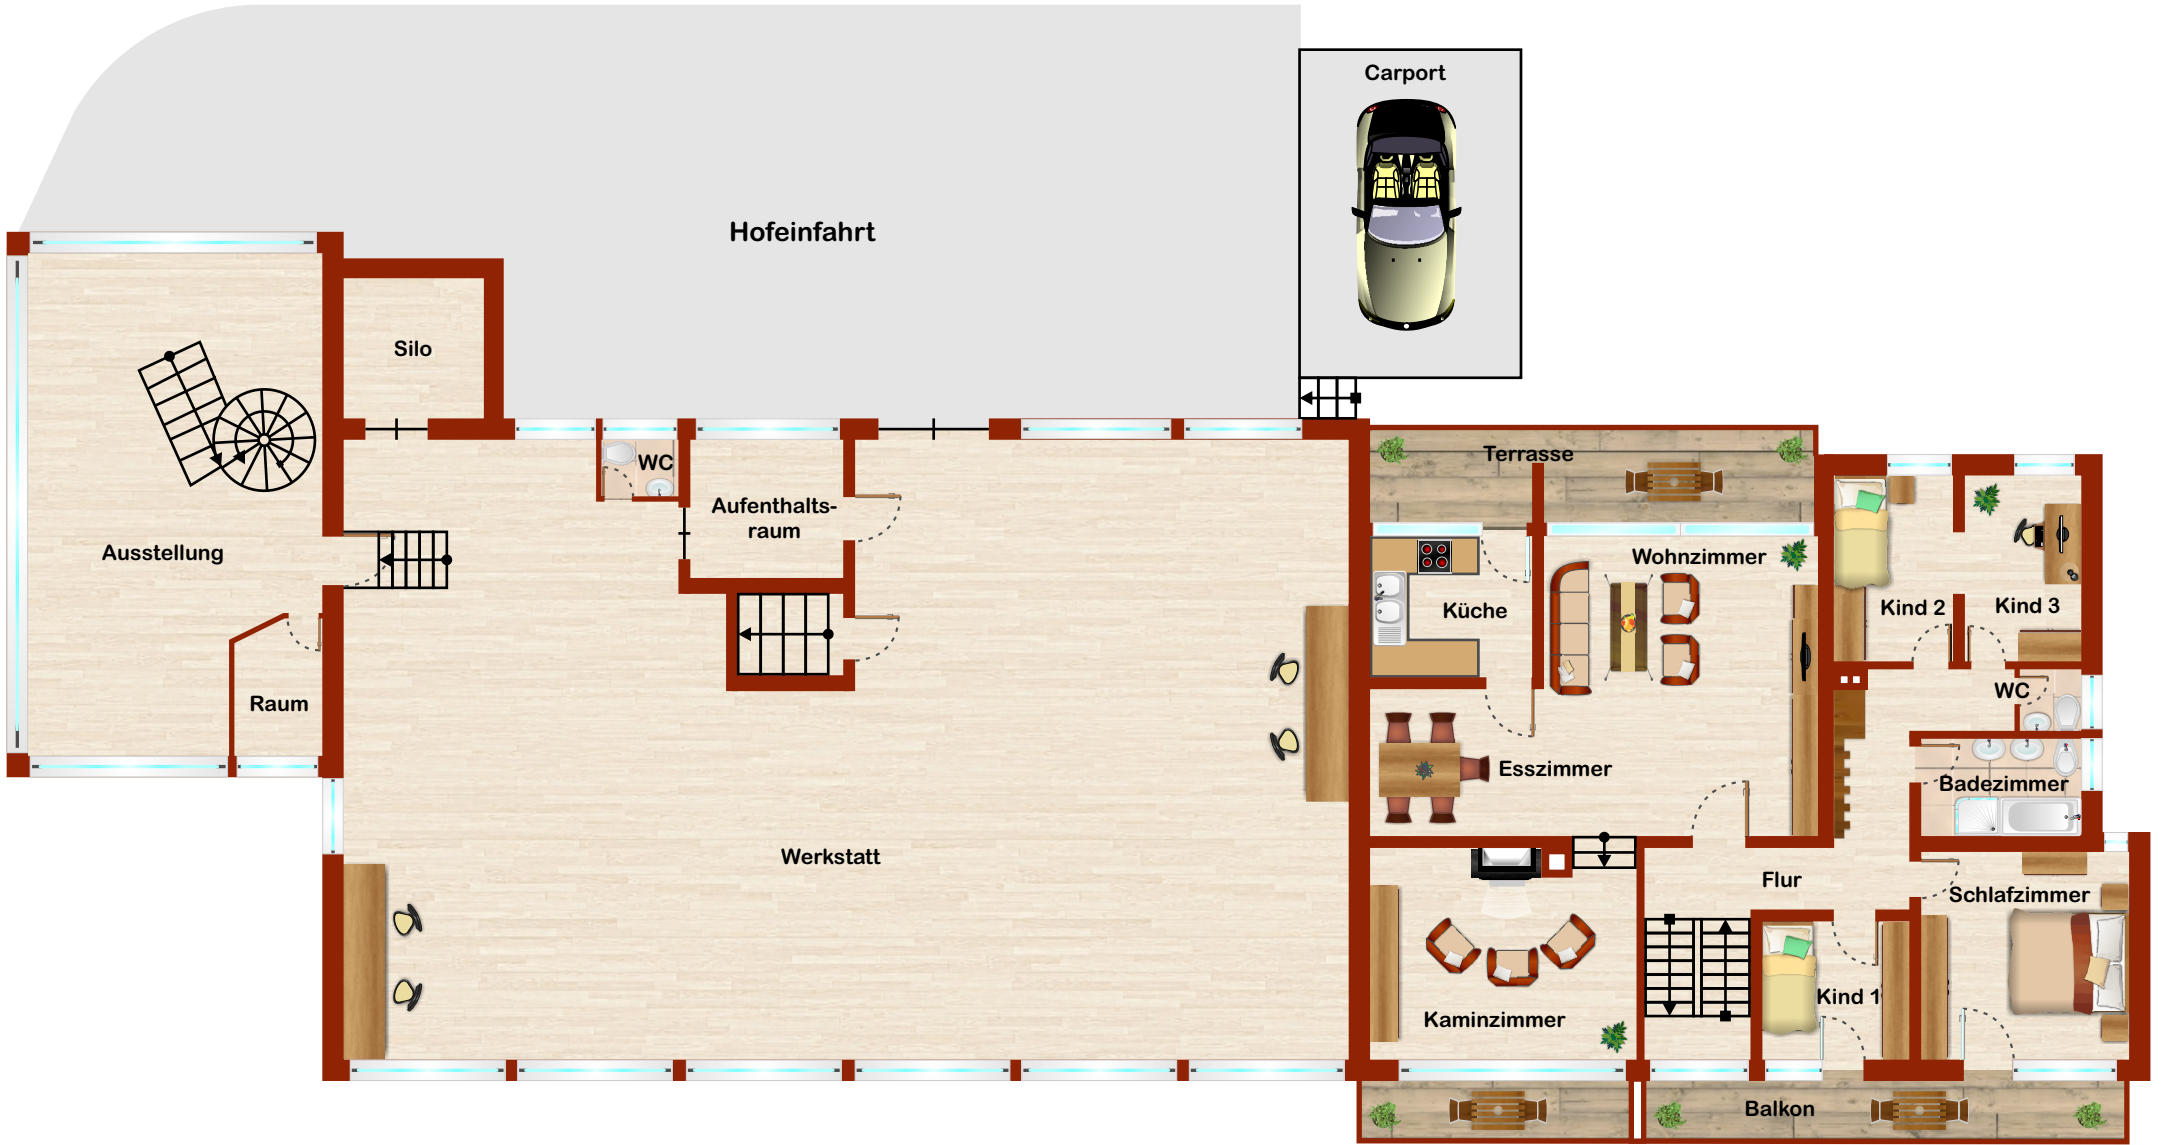 Carport
Hofeinfahrt
Silo
WC
Terrasse
Aufenthalts-
raum
Ausstellung
Wohnzimmer
Küche
Kind 2
Kind 3
Raum
WC
Esszimmer
Badezimmer
Werkstatt
Flur
Schlafzimmer
Kind 1
Kaminzimmer
Balkon